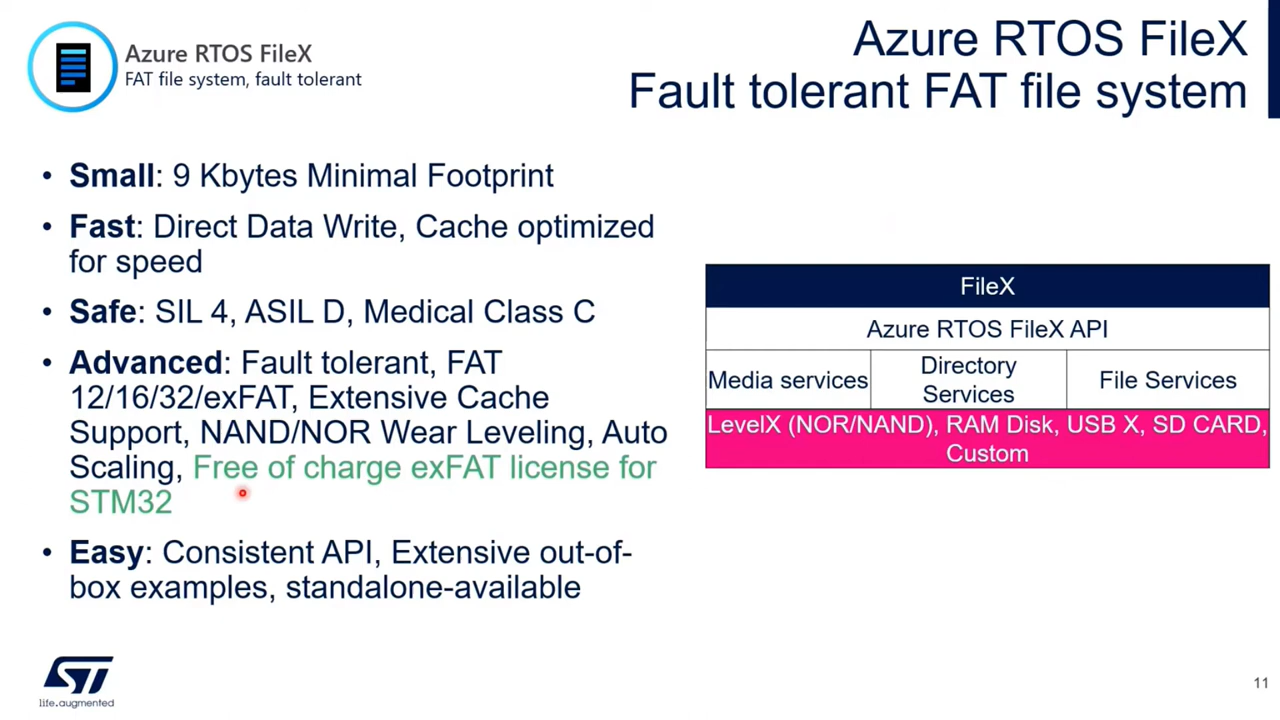 Azure RTOS FileX
FAT file system, fault tolerant
Azure RTOS FileX
Fault tolerant FAT file system
• Small: 9 Kbytes Minimal Footprint
• Fast: Direct Data Write, Cache optimized
for speed
• Safe: SIL 4, ASIL D, Medical Class C
• Advanced: Fault tolerant, FAT
12/16/32/exFAT, Extensive Cache
Support, NAND/NOR Wear Leveling, Auto
Scaling, Free of charge exFAT license for
STM32
• Easy: Consistent API, Extensive out-of-
box examples, standalone-available
FileX
Azure RTOS FileX API
Media services
Directory
Services
File Services
LevelX (NOR/NAND), RAM Disk, USB X, SD CARD,
Custom
ST
life.augmented
11